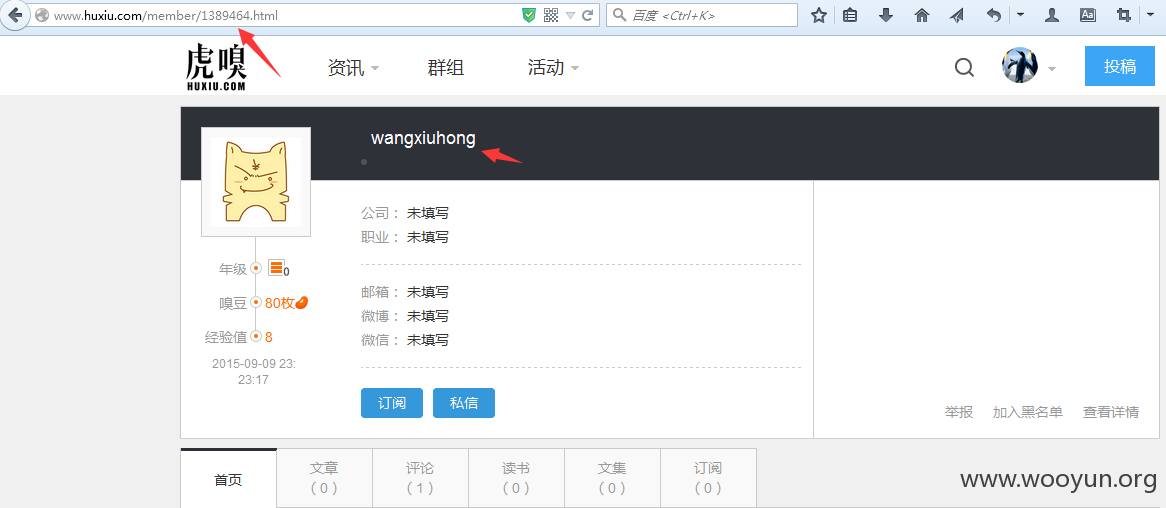 www.huxiu.com/member/1389464.html
百度 <Ctrl+K>
虎嗅
HUXIU.COM
资讯 群组 活动
投稿
wangxiuhong
公司： 未填写
职业： 未填写
年级 0
嗅豆 80枚
经验值 8
2015-09-09 23:
23:17
邮箱： 未填写
微博： 未填写
微信： 未填写
订阅 私信
举报 加入黑名单 查看详情
首页
文章
（0）
评论
（1）
读书
（0）
文集
（0）
订阅
（0）
www.wooyun.org